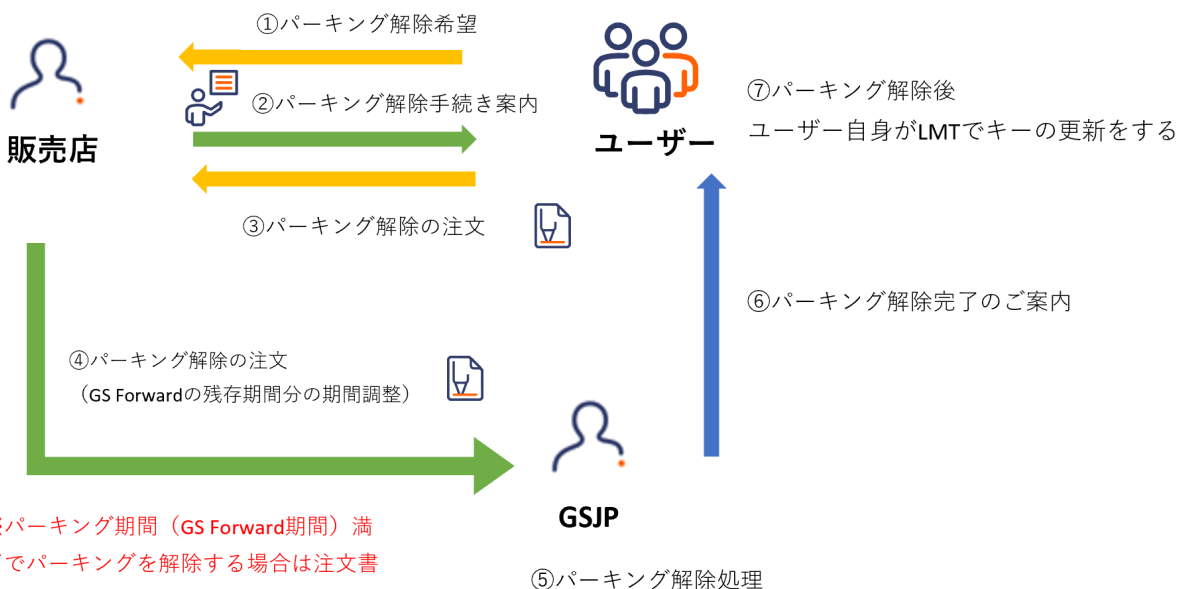 ①パーキング解除希望
販売店
②パーキング解除手続き案内
③パーキング解除の注文
ユーザー
⑦パーキング解除後
ユーザー自身がLMTでキーの更新をする
④パーキング解除の注文
（GS Forwardの残存期間分の期間調整）
⑥パーキング解除完了のご案内
GSJP
⑤パーキング解除処理
パーキング期間（GS Forward期間）満
でパーキングを解除する場合は注文書